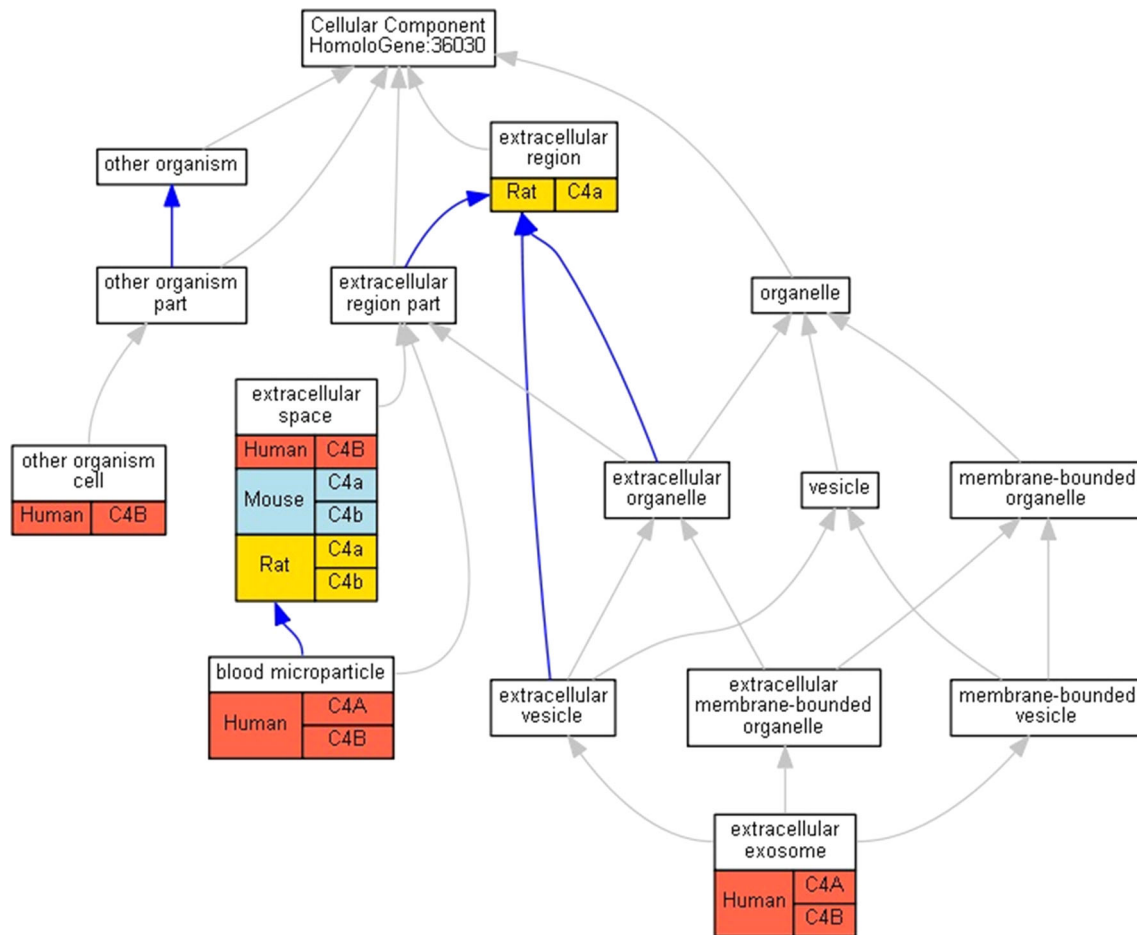 Cellular Component
HomoloGene:36030
extracellular
region
Rat C4a
other organism
other organism
part
extracellular
region part
organelle
extracellular
space
Human C4B
Mouse C4a
C4b
Rat C4a
C4b
other organism
cell
Human C4B
extracellular
organelle
vesicle
membrane-bounded
organelle
blood microparticle
Human C4A
C4B
extracellular
vesicle
extracellular
membrane-bounded
organelle
membrane-bounded
vesicle
extracellular
exosome
Human C4A
C4B